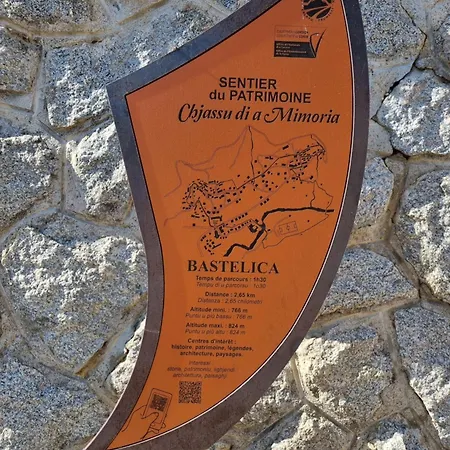 SENTIER
du PATRIMOINE
Chjassu di a Mimoria
BASTELICA
Temps de parcours : 1h30
Tempu di u parcorsu : 1o30
Distance : 2,65 km
Distanza : 2,65 chilomatri
Altitude mini. : 766 m
Puntu u più bassu : 766 m
Altitude maxi. : 824 m
Puntu u più altu : 824 m
Centres d'intérêt :
histoire, patrimoine, légendes,
architecture, paysages.